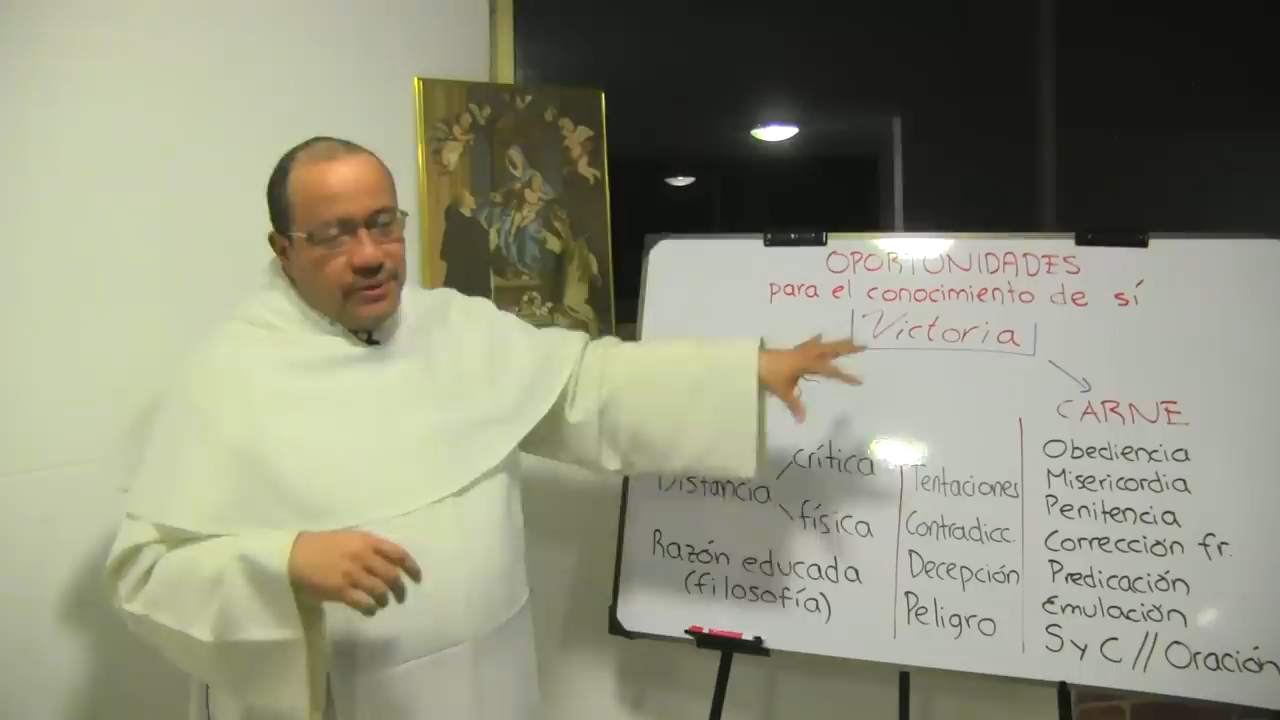 OPORTUNIDADES
para el conocimiento de sí
Victoria
CARNE
Distancia
crítica
física
Razón educada
(filosofía)
Tentaciones
Contradicc.
Decepción
Peligro
Obediencia
Misericordia
Penitencia
Corrección fr.
Predicación
Emulación
S y C // Oración